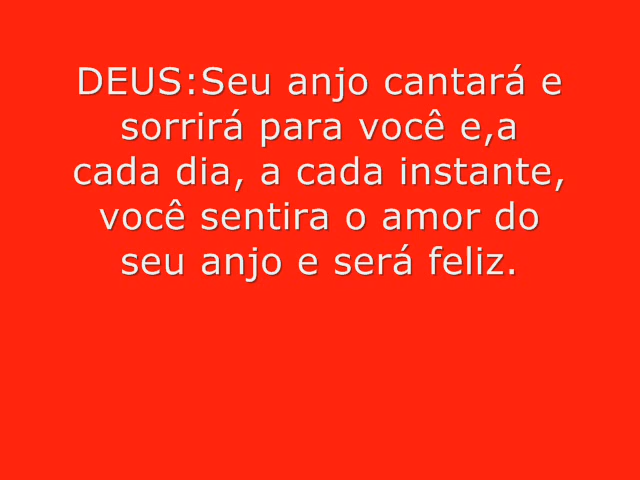 DEUS:Seu anjo cantará e
sorrirá para você e,a
cada dia, a cada instante,
você sentira o amor do
seu anjo e será feliz.